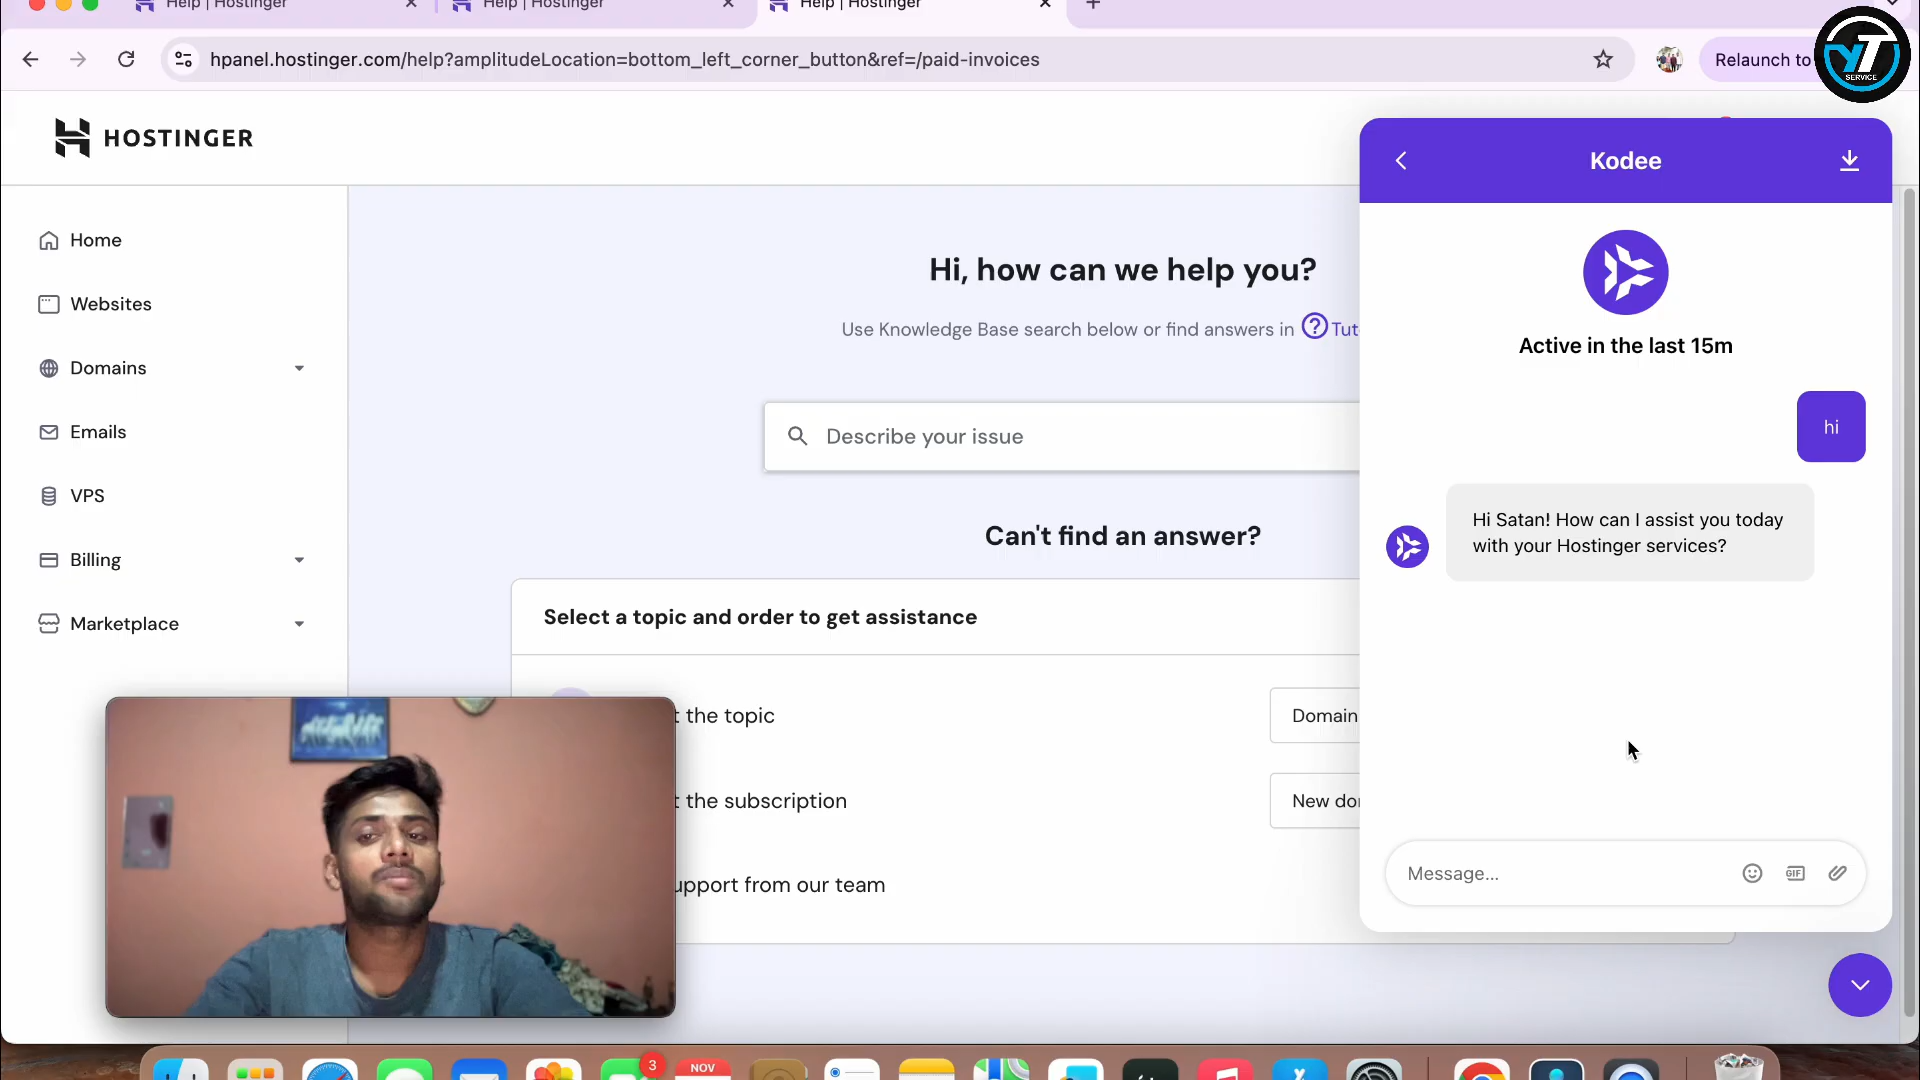 Help | Hostinger
Help | Hostinger
Help | Hostinger
hpanel.hostinger.com/help?amplitudeLocation=bottom_left_corner_button&ref=/paid-invoices
Relaunch to
YT
SERVICE
HOSTINGER
Home
Websites
Domains
Emails
VPS
Billing
Marketplace
Hi, how can we help you?
Use Knowledge Base search below or find answers in
Describe your issue
Can't find an answer?
Select a topic and order to get assistance
the topic
Domain
the subscription
upport from our team
Kodee
Active in the last 15m
hi
Hi Satan! How can I assist you today
with your Hostinger services?
Message...
GIF
3
NOV